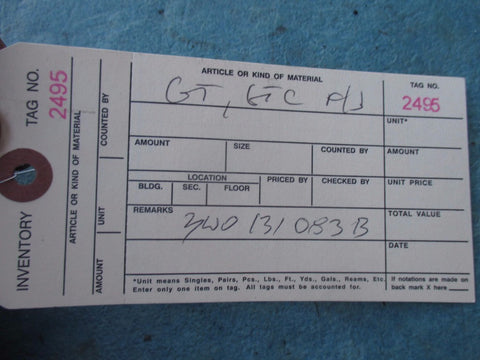 INVENTORY
TAG NO. 2495
ARTICLE OR KIND OF MATERIAL
COUNTED BY
UNIT
AMOUNT
ARTICLE OR KIND OF MATERIAL
GT, GTC P/J
AMOUNT SIZE COUNTED BY
LOCATION PRICED BY CHECKED BY
BLDG. SEC. FLOOR
REMARKS
3W0 131 083 B
*Unit means Singles, Pairs, Pcs., Lbs., Ft., Yds., Gals., Reams, Etc.
Enter only one item on tag. All tags must be accounted for.
TAG NO.
2495
UNIT*
AMOUNT
UNIT PRICE
TOTAL VALUE
DATE
If notations are made on
back mark X here